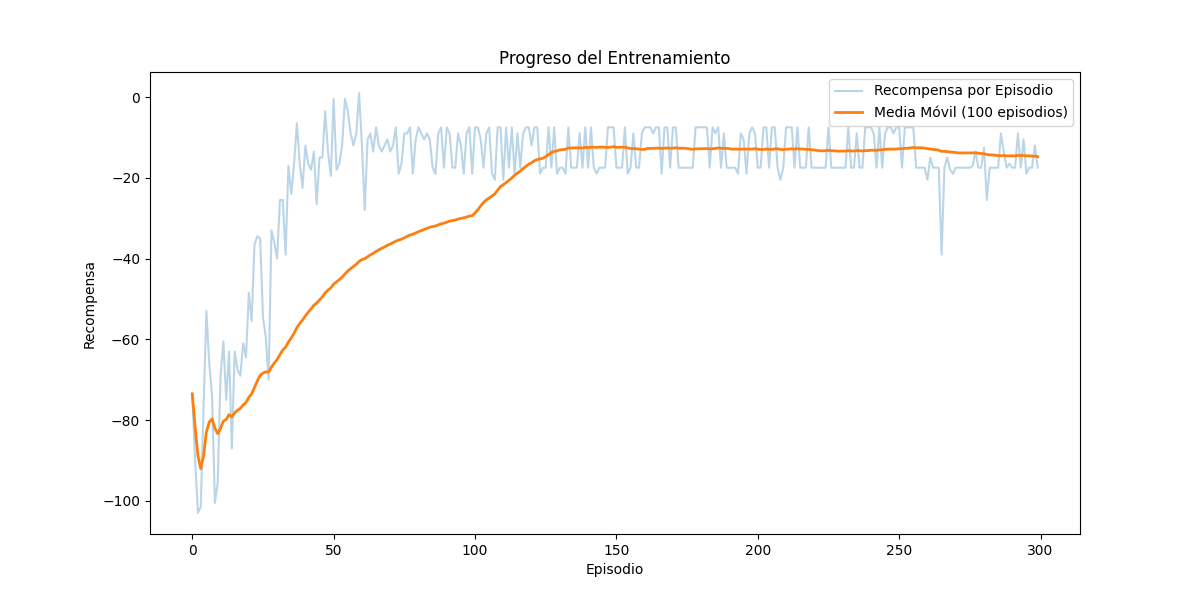 Progreso del Entrenamiento
Recompensa por Episodio
Media Móvil (100 episodios)
Recompensa
0
−20
−40
−60
−80
−100
0 50 100 150 200 250 300
Episodio